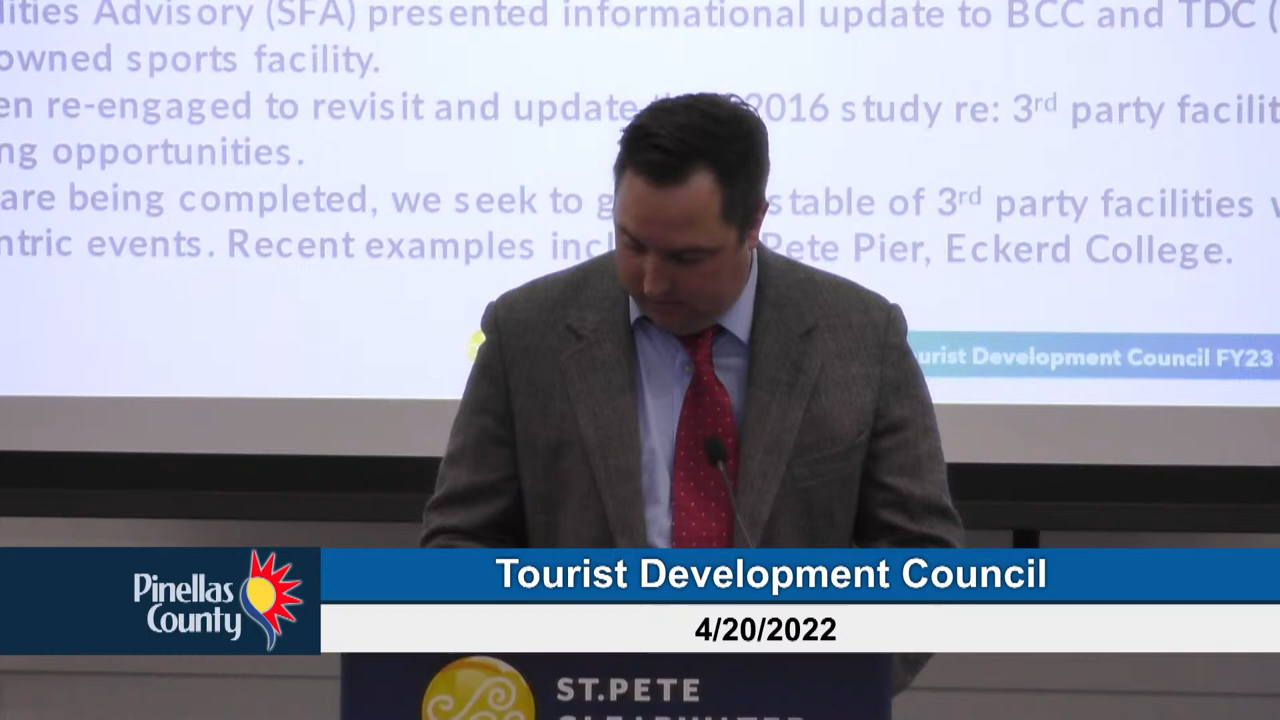 lities Advisory (SFA) presented informational update to BCC and TDC (
owned sports facility.
en re-engaged to revisit and update 2016 study re: 3rd party facilit
ng opportunities.
are being completed, we seek to g stable of 3rd party facilities
ntric events. Recent examples incl Pete Pier, Eckerd College.
urist Development Council FY23
Tourist Development Council
Pinellas
County
4/20/2022
ST.PETE
CLEARWATER